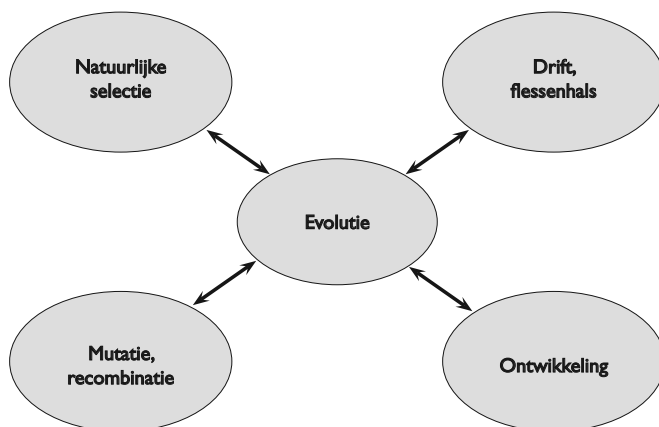 Natuurlijke
selectie
Drift,
flessenhals
Evolutie
Mutatie,
recombinatie
Ontwikkeling